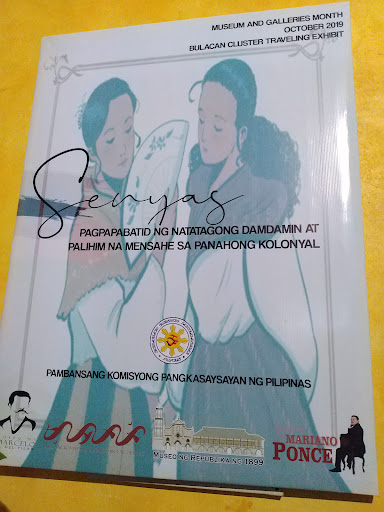 MUSEUM AND GALLERIES MONTH
OCTOBER 2019
BULACAN CLUSTER TRAVELING EXHIBIT
Senyas
PAGPAPABATID NG NATATAGONG DAMDAMIN AT
PALIHIM NA MENSAHE SA PANAHONG KOLONYAL
PAMBANSANG KOMISYONG PANGKASAYSAYAN NG PILIPINAS
MARCELO
MUSEO NG REPUBLIKA NG 1899
MARIANO
PONCE